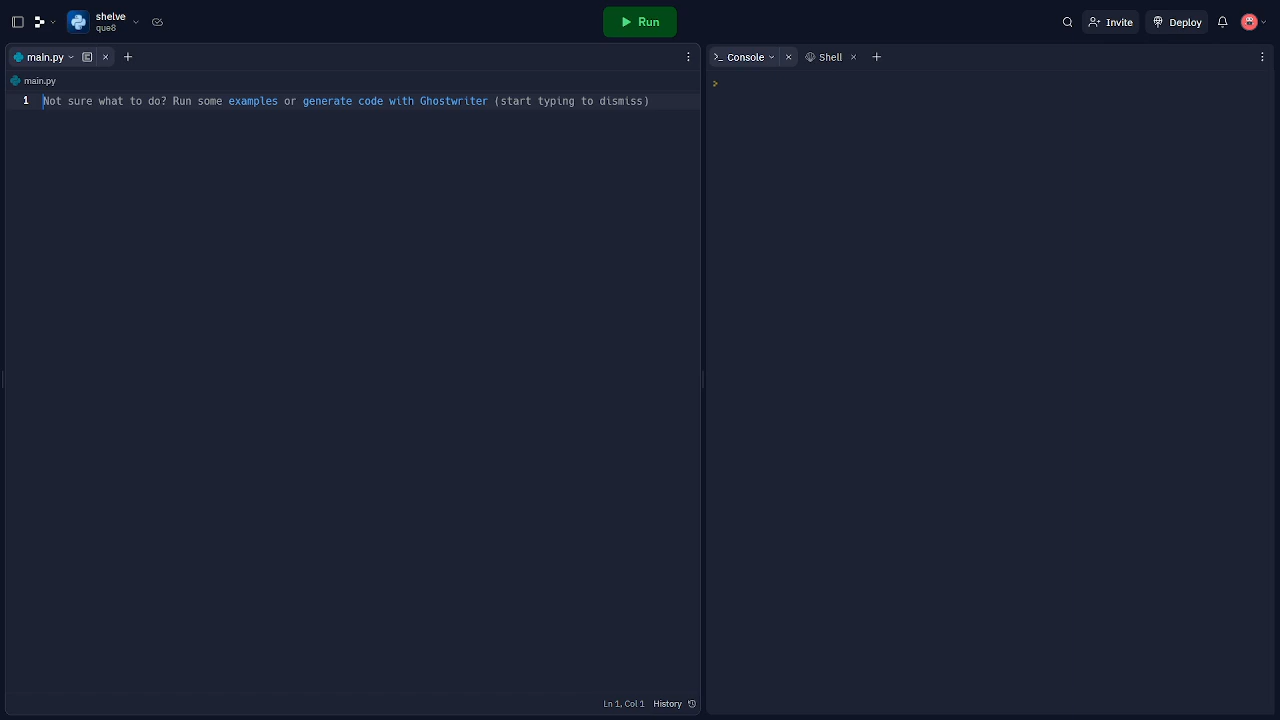 shelve
que8
Run
Invite
Deploy
main.py
Console
Shell
main.py
1 Not sure what to do? Run some examples or generate code with Ghostwriter (start typing to dismiss)
Ln 1, Col 1 History